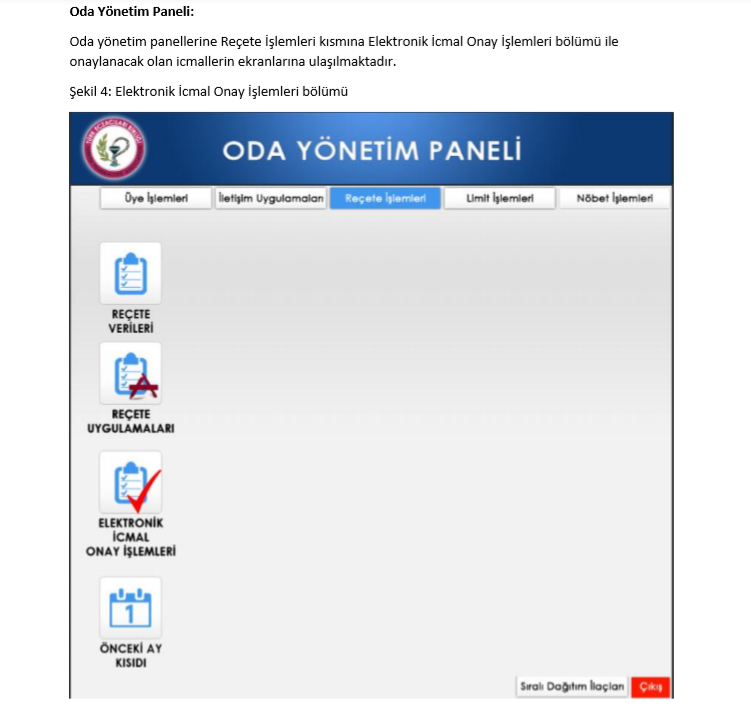 Oda Yönetim Paneli:
Oda yönetim panellerine Reçete İşlemleri kısmına Elektronik İcmal Onay İşlemleri bölümü ile
onaylanacak olan icmallerin ekranlarına ulaşılmaktadır.
Şekil 4: Elektronik İcmal Onay İşlemleri bölümü
ODA YÖNETİM PANELİ
Üye İşlemleri İletişim Uygulamaları Reçete İşlemleri Limit İşlemleri Nöbet İşlemleri
REÇETE
VERİLERİ
REÇETE
UYGULAMALARI
ELEKTRONİK
İCMAL
ONAY İŞLEMLERİ
1
ÖNCEKİ AY
KISIDI
Sıralı Dağıtım İlaçları Çıkış